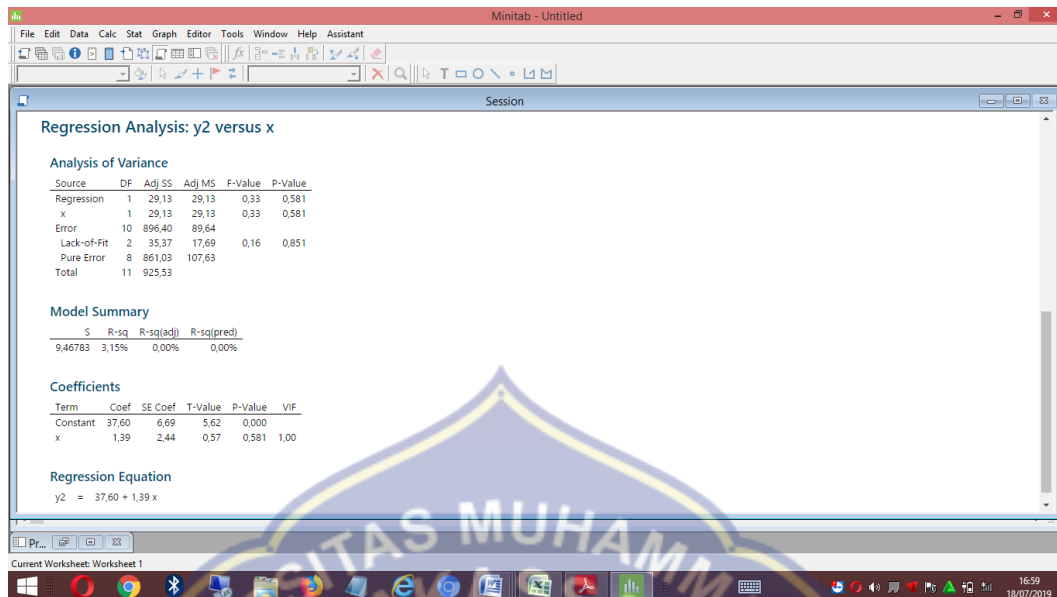 Minitab - Untitled
File Edit Data Calc Stat Graph Editor Tools Window Help Assistant
Session
Regression Analysis: y2 versus x
Analysis of Variance
Source DF Adj SS Adj MS F-Value P-Value
Regression 1 29,13 29,13 0,33 0,581
x 1 29,13 29,13 0,33 0,581
Error 10 896,40 89,64
Lack-of-Fit 2 35,37 17,69 0,16 0,851
Pure Error 8 861,03 107,63
Total 11 925,53
Model Summary
S R-sq R-sq(adj) R-sq(pred)
9,46783 3,15% 0,00% 0,00%
Coefficients
Term Coef SE Coef T-Value P-Value VIF
Constant 37,60 6,69 5,62 0,000
x 1,39 2,44 0,57 0,581 1,00
Regression Equation
y2 = 37,60 + 1,39 x
Pr...
Current Worksheet: Worksheet 1
16:59
18/07/2019